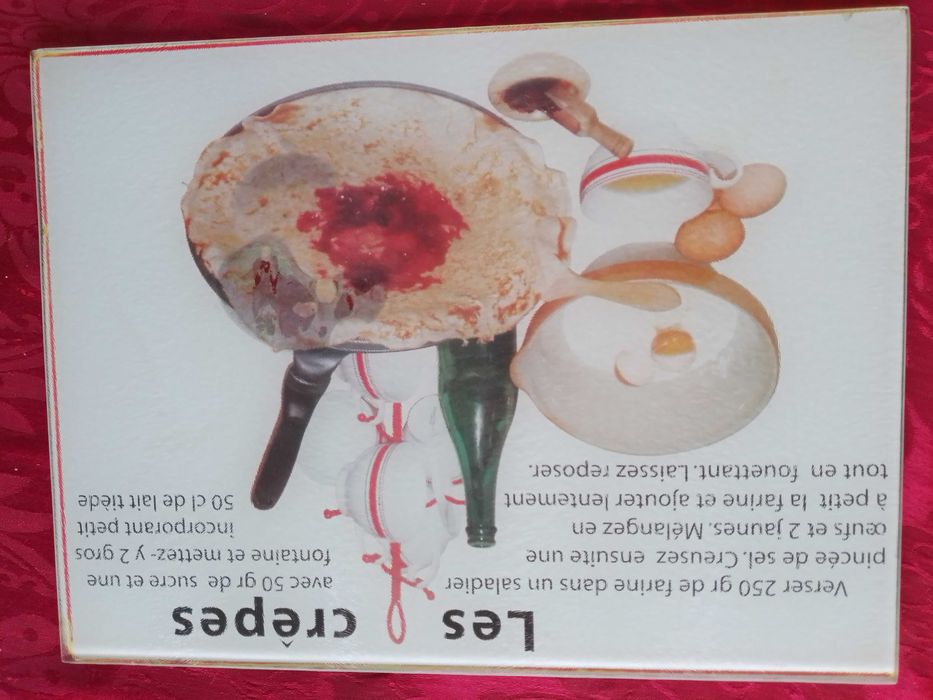 Les crêpes
Verser 250 gr de farine dans un saladier avec 50 gr de sucre et une
pincée de sel. Creusez ensuite une fontaine et mettez- y 2 gros
œufs et 2 jaunes. Mélangez en incorporant petit
à petit la farine et ajouter lentement 50 cl de lait tiède
tout en fouettant. Laissez reposer.